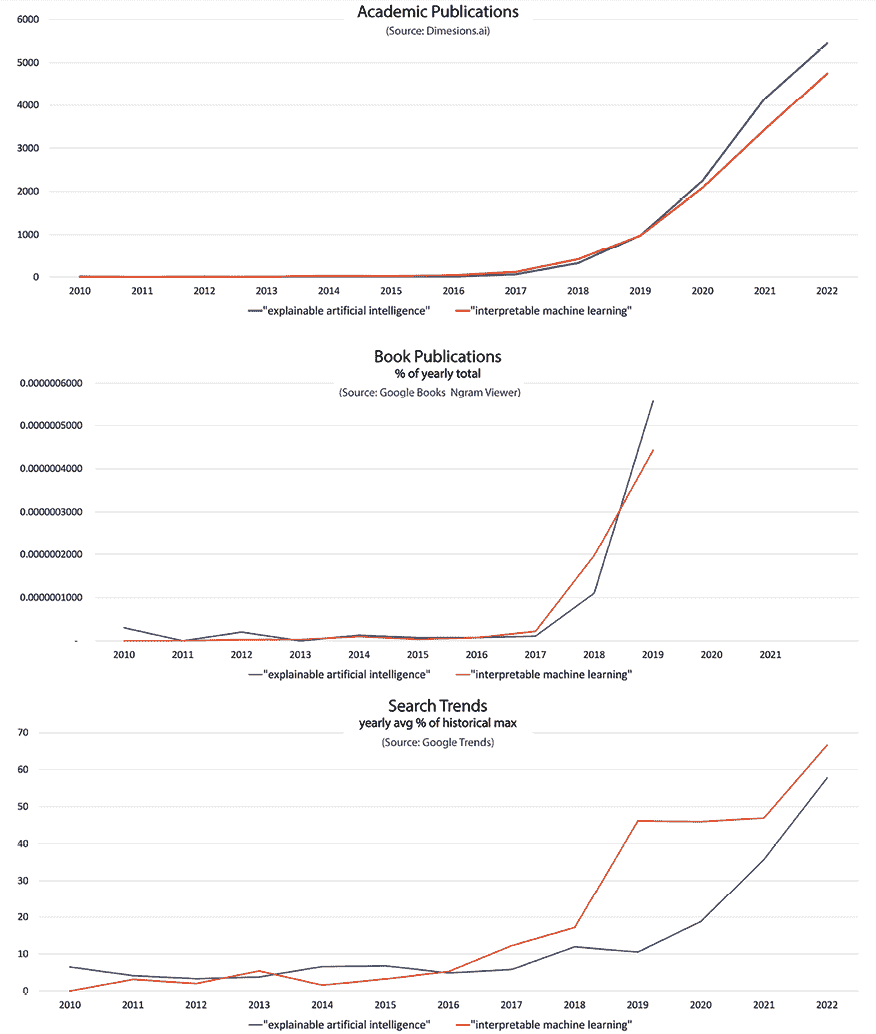 Academic Publications
(Source: Dimesions.ai)
6000
5000
4000
3000
2000
1000
0
2010 2011 2012 2013 2014 2015 2016 2017 2018 2019 2020 2021 2022
"explainable artificial intelligence" "interpretable machine learning"
Book Publications
% of yearly total
(Source: Google Books Ngram Viewer)
0.0000006000
0.0000005000
0.0000004000
0.0000003000
0.0000002000
0.0000001000
-
2010 2011 2012 2013 2014 2015 2016 2017 2018 2019 2020 2021
"explainable artificial intelligence" "interpretable machine learning"
Search Trends
yearly avg % of historical max
(Source: Google Trends)
70
60
50
40
30
20
10
0
2010 2011 2012 2013 2014 2015 2016 2017 2018 2019 2020 2021 2022
"explainable artificial intelligence" "interpretable machine learning"